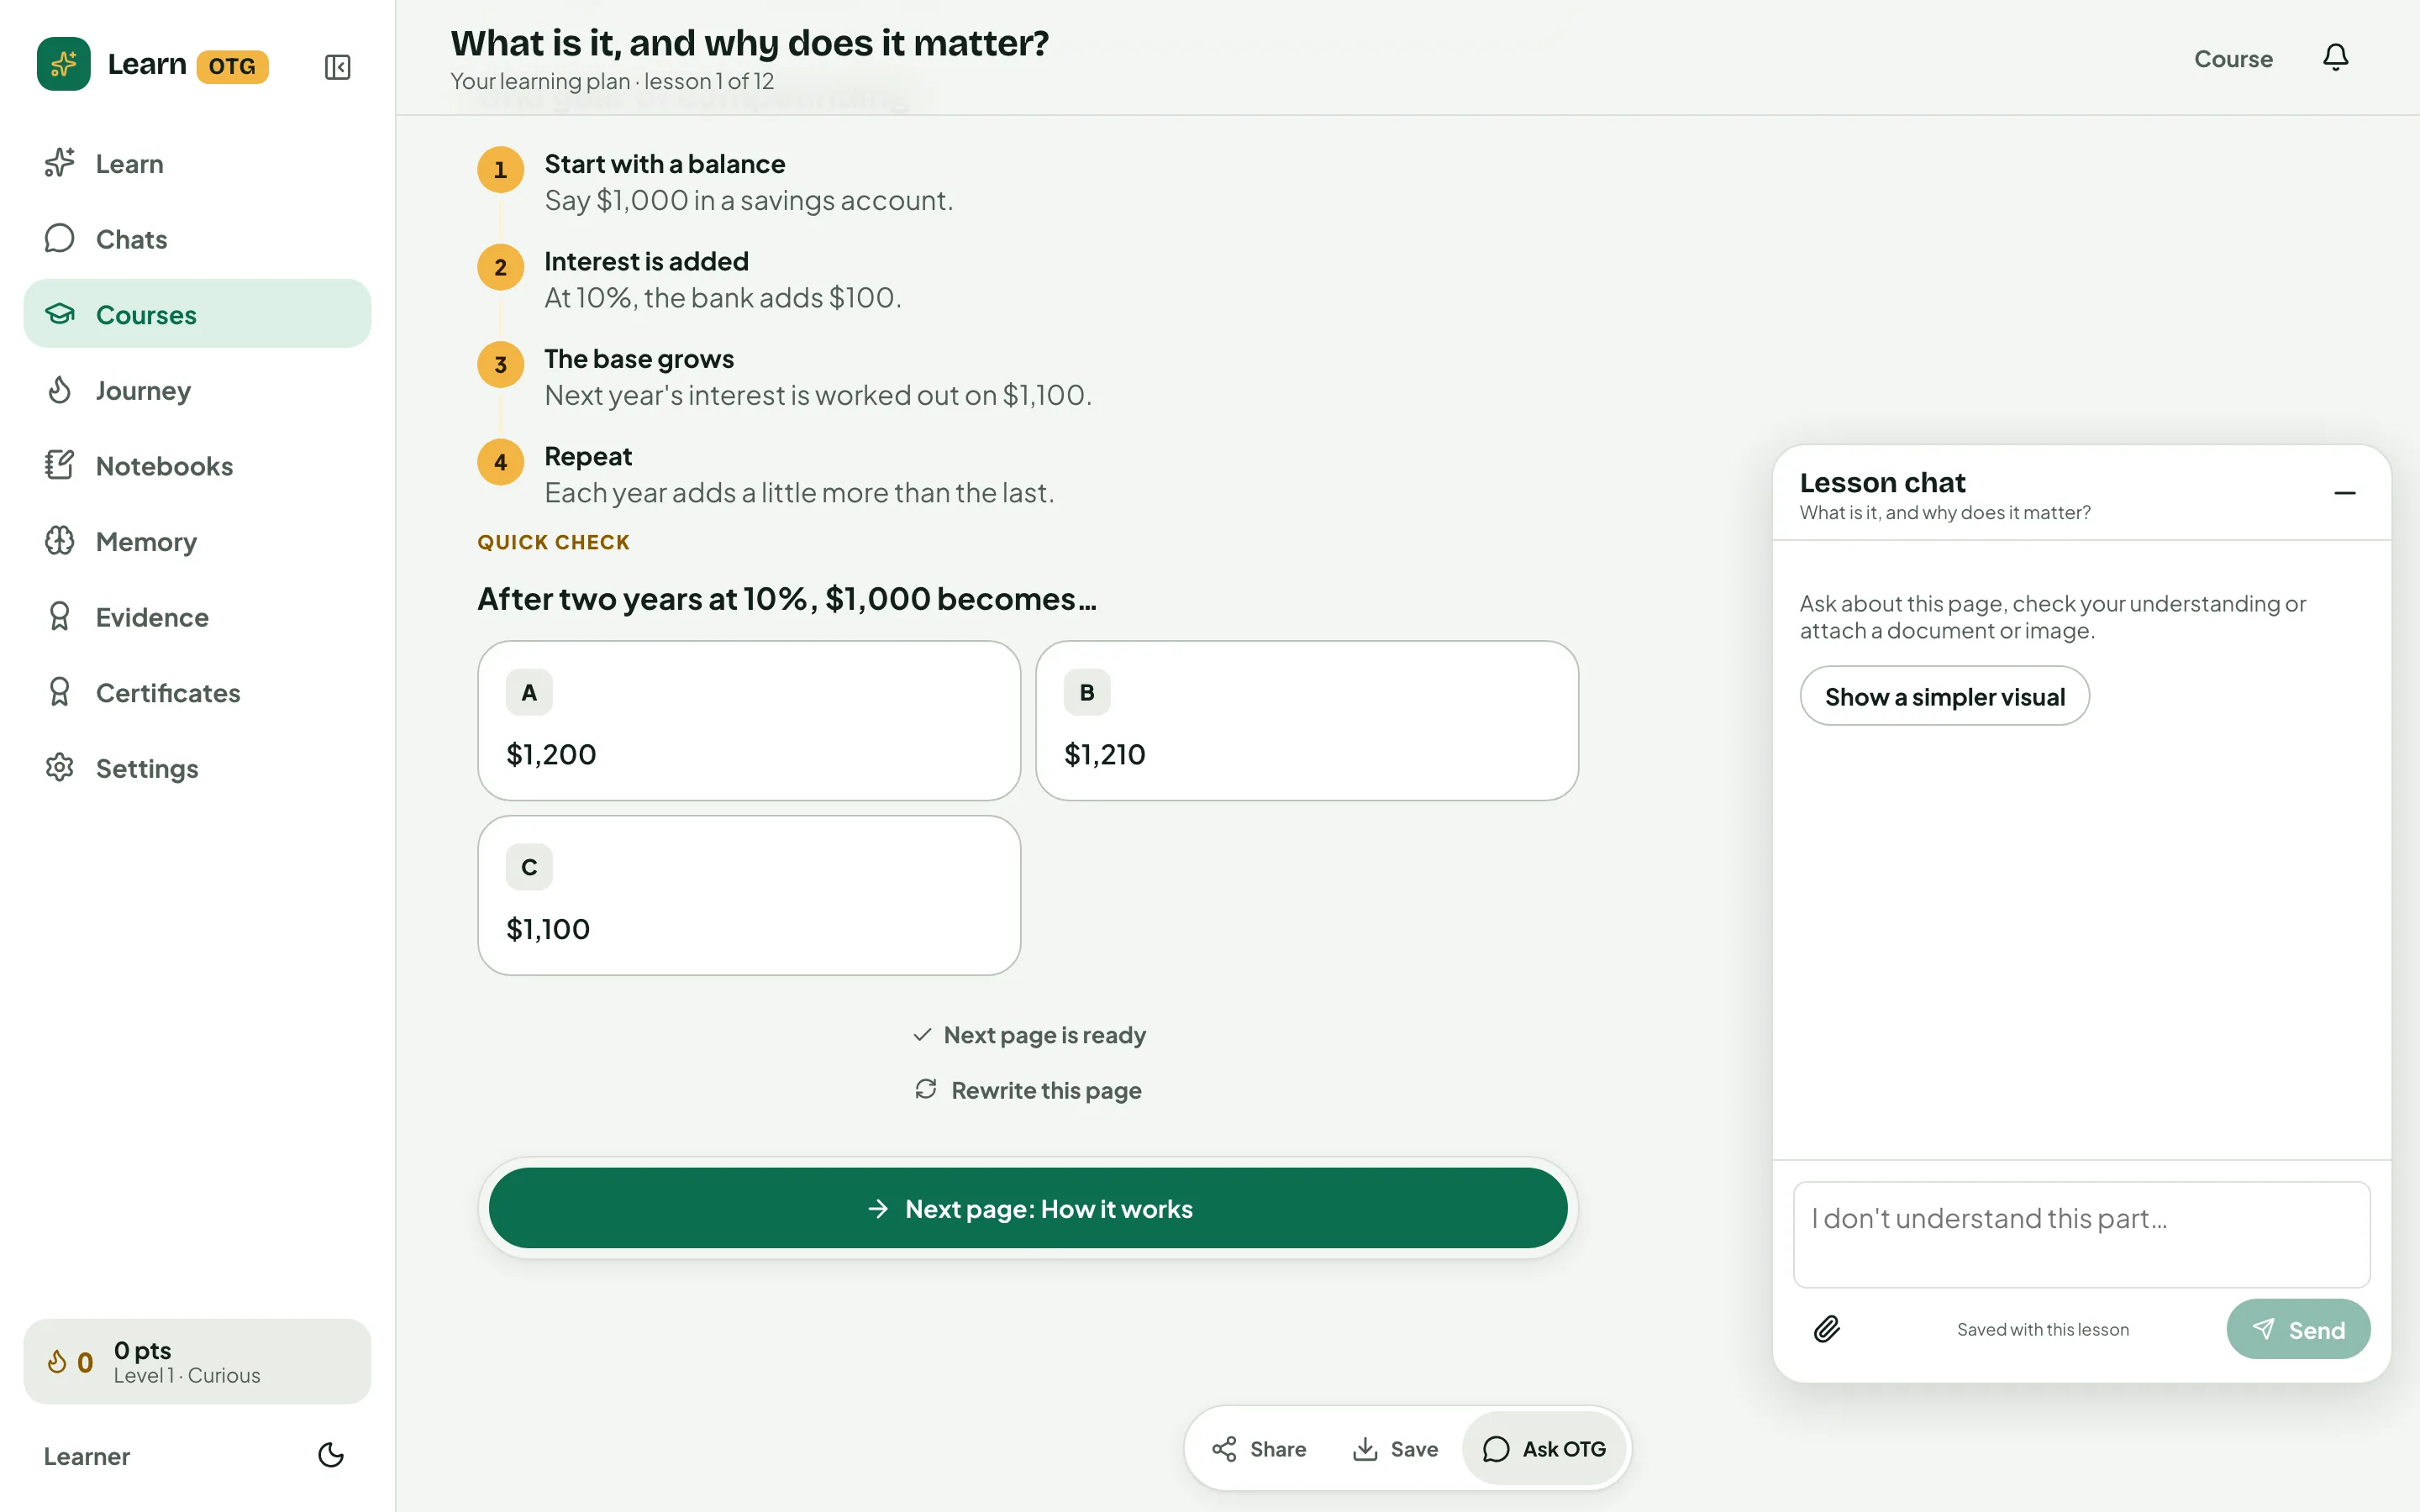 Learn OTG
Learn
Chats
Courses
Journey
Notebooks
Memory
Evidence
Certificates
Settings
0
0 pts
Level 1 · Curious
Learner
What is it, and why does it matter?
Your learning plan · lesson 1 of 12
Course
One year of compounding
1
Start with a balance
Say $1,000 in a savings account.
2
Interest is added
At 10%, the bank adds $100.
3
The base grows
Next year's interest is worked out on $1,100.
4
Repeat
Each year adds a little more than the last.
QUICK CHECK
After two years at 10%, $1,000 becomes...
A
$1,200
B
$1,210
C
$1,100
Next page is ready
Rewrite this page
Next page: How it works
Share
Save
Ask OTG
Lesson chat
What is it, and why does it matter?
Ask about this page, check your understanding or
attach a document or image.
Show a simpler visual
I don't understand this part...
Saved with this lesson
Send